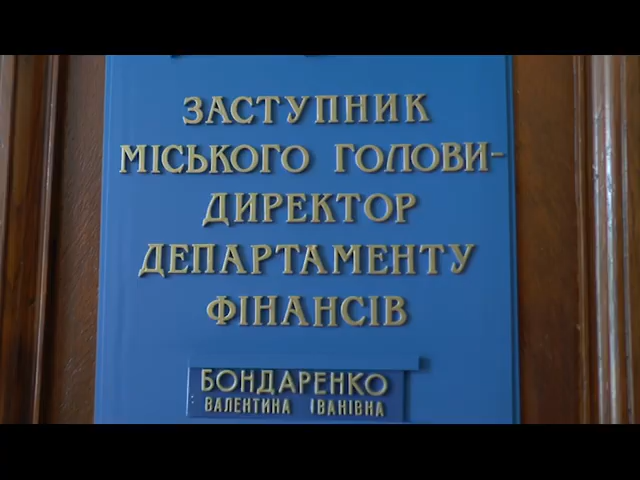 ЗАСТУПНИК
МІСЬКОГО ГОЛОВИ-
ДИРЕКТОР
ДЕПАРТАМЕНТУ
ФІНАНСІВ
БОНДАРЕНКО
ВАЛЕНТИНА ІВАНІВНА